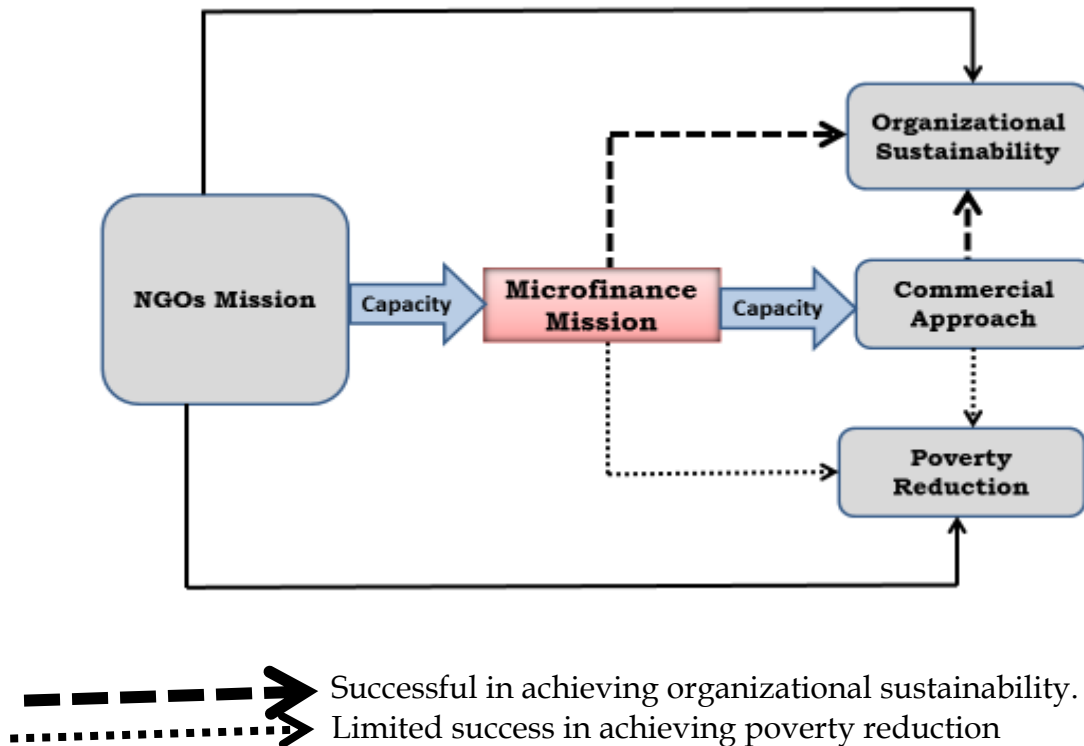 Organizational
Sustainability
NGOs Mission
Capacity
Microfinance
Mission
Capacity
Commercial
Approach
Poverty
Reduction
Successful in achieving organizational sustainability.
Limited success in achieving poverty reduction